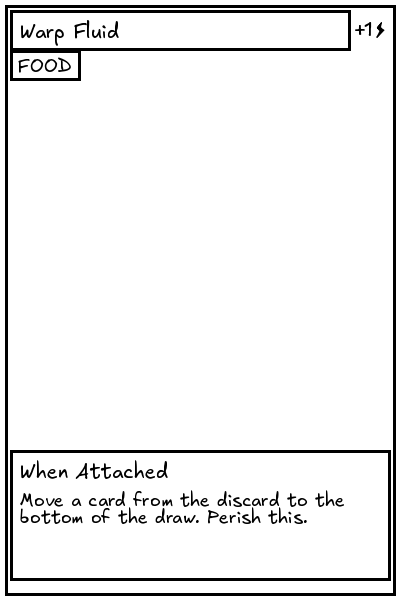 Warp Fluid
+1⚡
FOOD
When Attached
Move a card from the discard to the
bottom of the draw. Perish this.